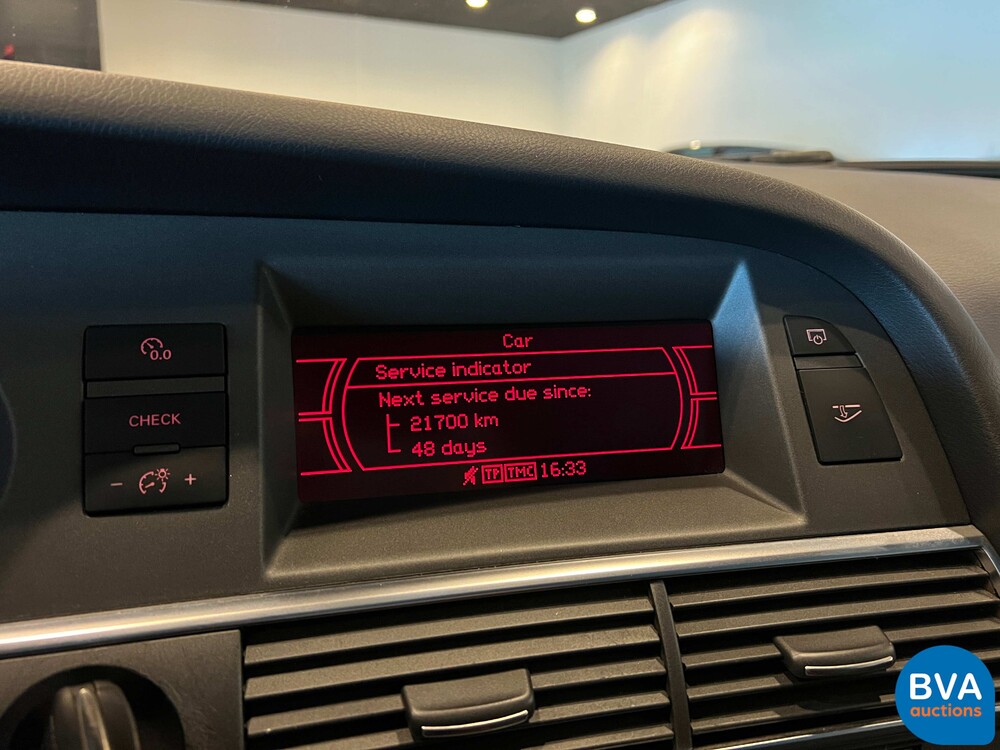 Car
Service indicator
Next service due since:
21700 km
48 days
TP TMC 16:33
0.0
CHECK
- +
BVA
auctions